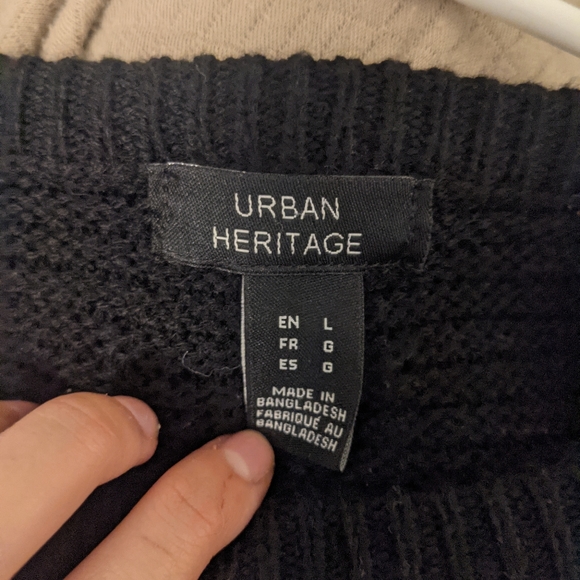 URBAN
HERITAGE
EN L
FR G
ES G
MADE IN
BANGLADESH
FABRIQUÉ AU
BANGLADESH